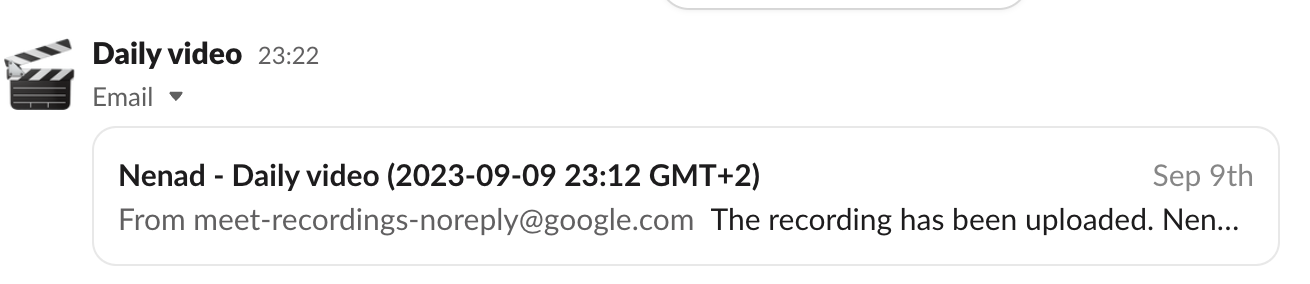 Daily video 23:22
Email
Nenad - Daily video (2023-09-09 23:12 GMT+2) Sep 9th
From meet-recordings-noreply@google.com The recording has been uploaded. Nen...